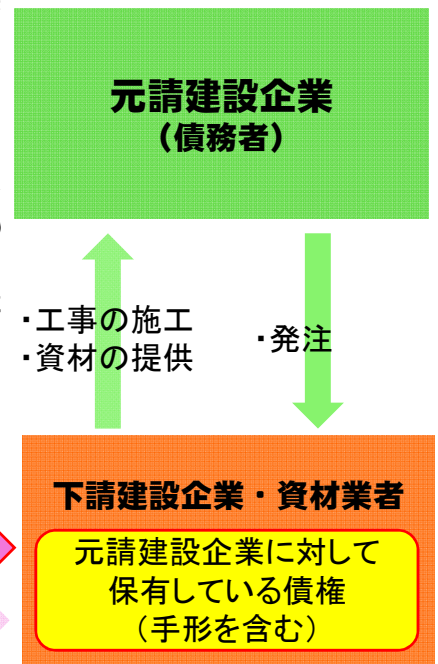 元請建設企業
（債務者）
・工事の施工
・資材の提供
・発注
下請建設企業・資材業者
元請建設企業に対して
保有している債権
（手形を含む）